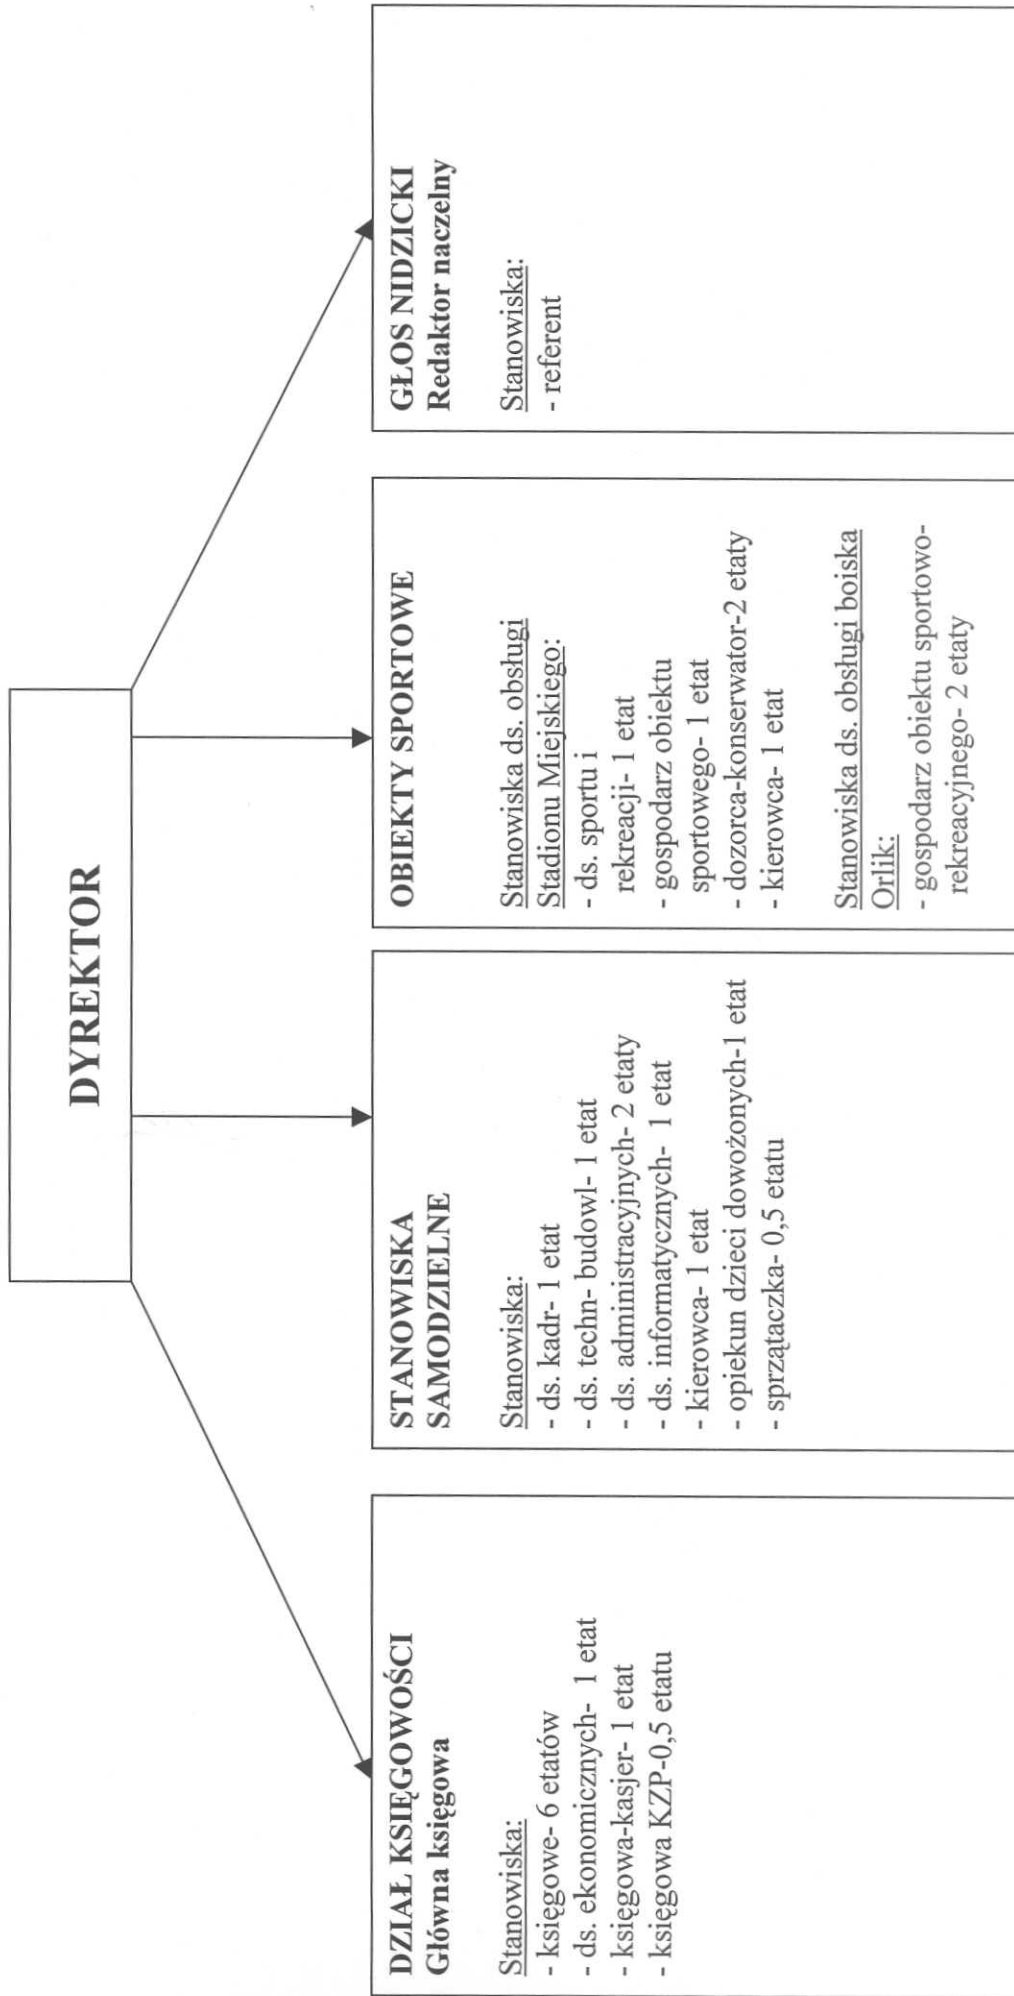 DYREKTOR
DZIAŁ KSIĘGOWOŚCI
Główna księgowa
Stanowiska:
- księgowe- 6 etatów
- ds. ekonomicznych- 1 etat
- księgowa-kasjer- 1 etat
- księgowa KZP-0,5 etatu
STANOWISKA
SAMODZIELNE
Stanowiska:
- ds. kadr- 1 etat
- ds. techn- budowl- 1 etat
- ds. administracyjnych- 2 etaty
- ds. informatycznych- 1 etat
- kierowca- 1 etat
- opiekun dzieci dowożonych-1 etat
- sprzątaczka- 0,5 etatu
OBIEKTY SPORTOWE
Stanowiska ds. obsługi
Stadionu Miejskiego:
- ds. sportu i
rekreacji- 1 etat
- gospodarz obiektu
sportowego- 1 etat
- dozorca-konserwator-2 etaty
- kierowca- 1 etat
Stanowiska ds. obsługi boiska
Orlik:
- gospodarz obiektu sportowo-
rekreacyjnego- 2 etaty
GŁOS NIDZICKI
Redaktor naczelny
Stanowiska:
- referent